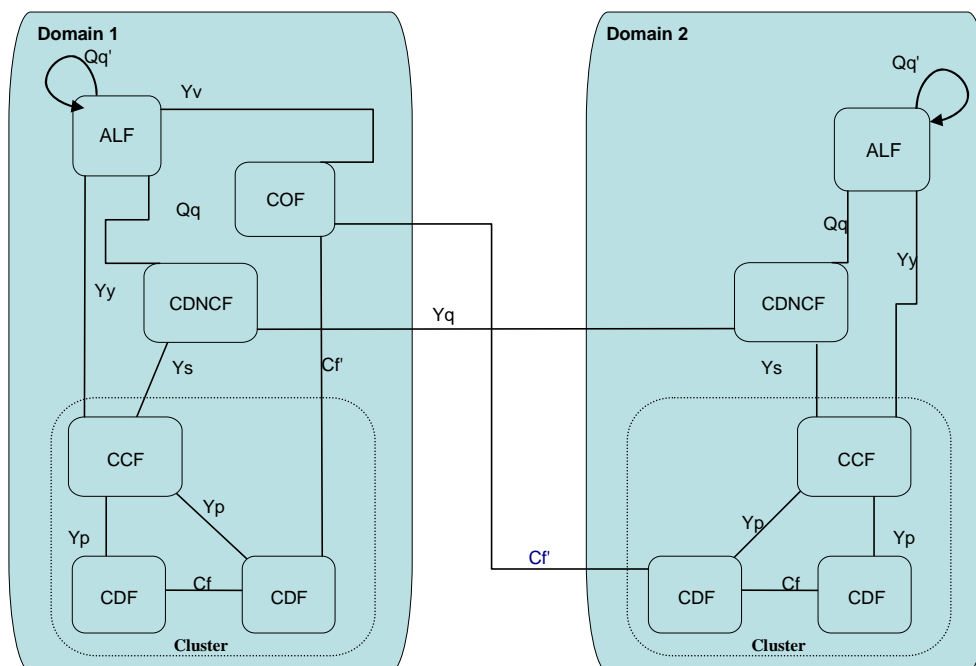 Domain 1
Domain 2
Qq'
Qq'
Yv
ALF
ALF
COF
Qq
Qq
Yy
Yy
CDNCF
CDNCF
Yq
Ys
Ys
Cf'
CCF
CCF
Yp
Yp
Yp
Yp
Cf'
Cf
Cf
CDF
CDF
CDF
CDF
Cluster
Cluster